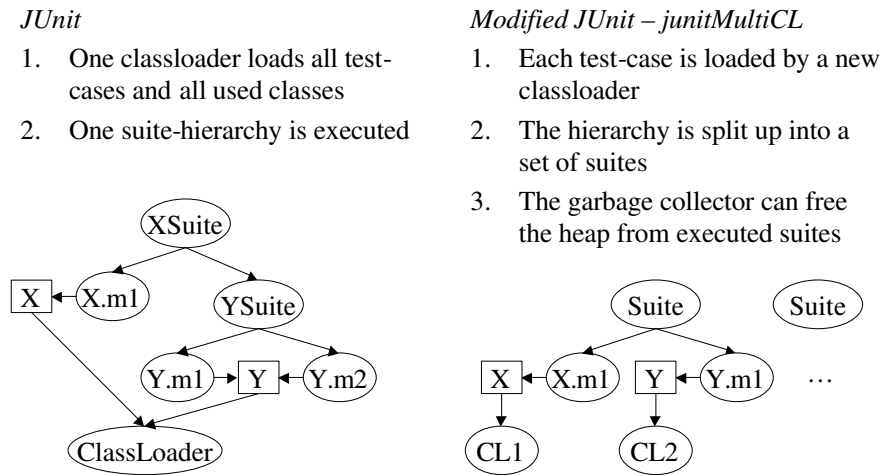 JUnit
1. One classloader loads all test-
cases and all used classes
2. One suite-hierarchy is executed
XSuite
X
X.m1
YSuite
Y.m1
Y
Y.m2
ClassLoader
Modified JUnit – junitMultiCL
1. Each test-case is loaded by a new
classloader
2. The hierarchy is split up into a
set of suites
3. The garbage collector can free
the heap from executed suites
Suite
Suite
X
X.m1
Y
Y.m1
…
CL1
CL2